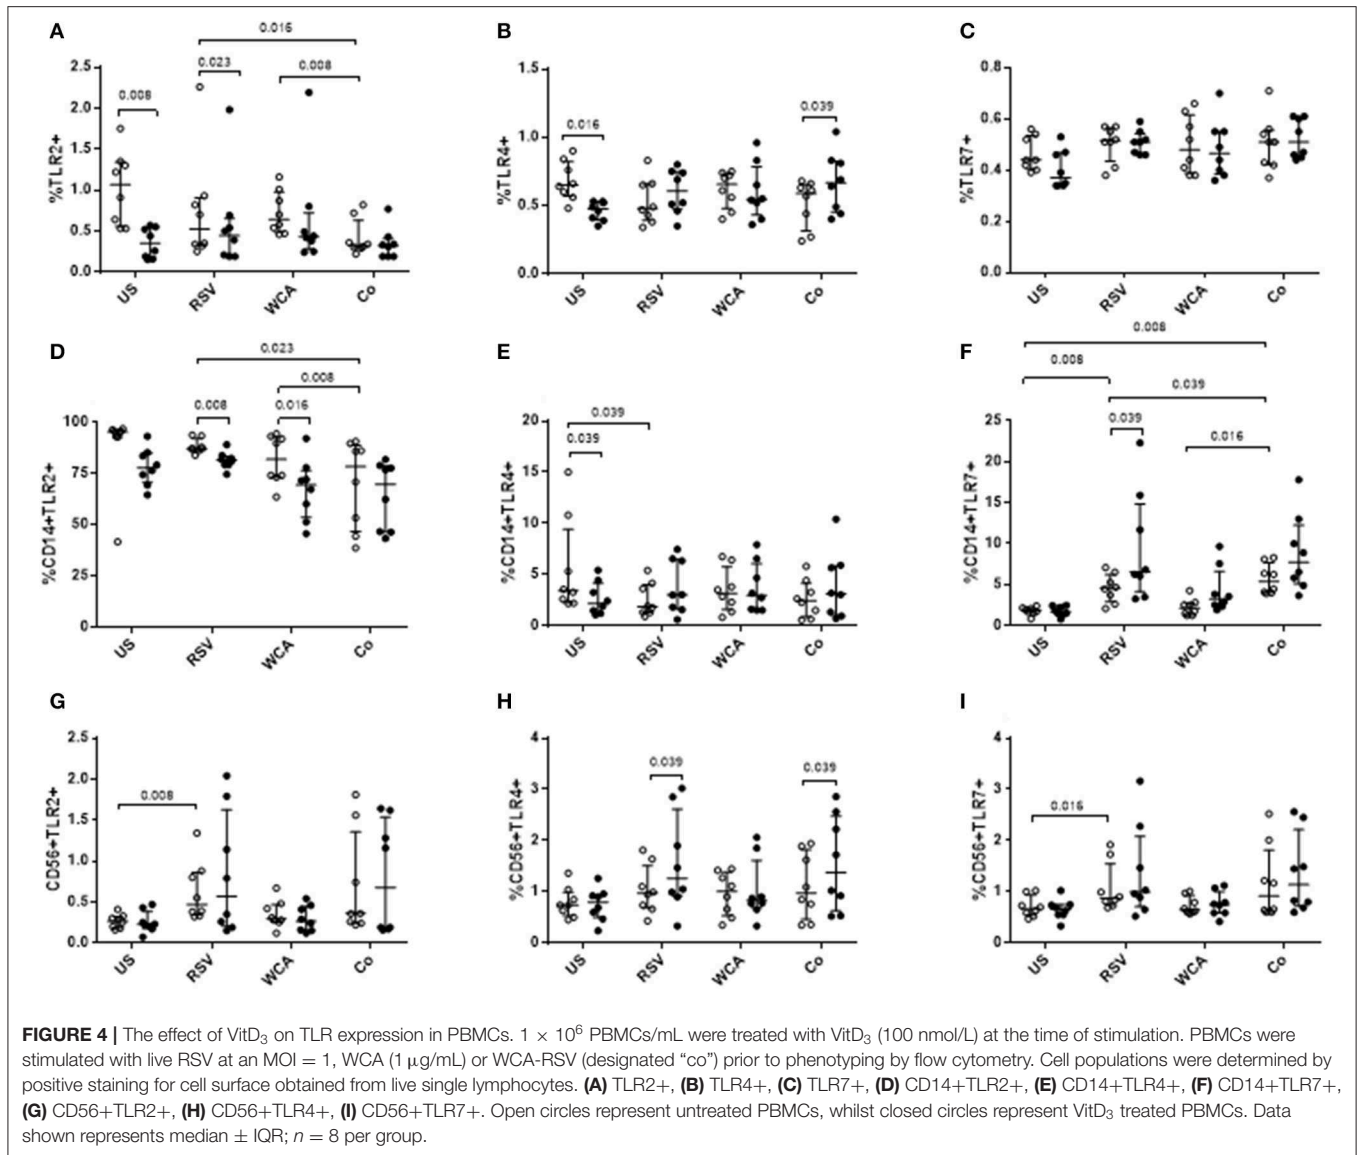 A
0.016
0.023
0.008
0.008
%TLR2+
2.5
2.0
1.5
1.0
0.5
0.0
US
RSV
WCA
Co
B
0.016
0.039
%TLR4+
1.5
1.0
0.5
0.0
US
RSV
WCA
Co
C
%TLR7+
0.8
0.6
0.4
0.2
0.0
US
RSV
WCA
Co
D
0.023
0.008
0.008
0.016
%CD14+TLR2+
100
75
50
25
0
US
RSV
WCA
Co
E
0.039
0.039
%CD14+TLR4+
20
15
10
5
0
US
RSV
WCA
Co
F
0.008
0.008
0.039
0.039
0.016
%CD14+TLR7+
25
20
15
10
5
0
US
RSV
WCA
Co
G
0.008
CD56+TLR2+
2.5
2.0
1.5
1.0
0.5
0.0
US
RSV
WCA
Co
H
0.039
0.039
%CD56+TLR4+
4
3
2
1
0
US
RSV
WCA
Co
I
0.016
%CD56+TLR7+
4
3
2
1
0
US
RSV
WCA
Co
FIGURE 4 | The effect of VitD₃ on TLR expression in PBMCs. 1 × 10⁶ PBMCs/mL were treated with VitD₃ (100 nmol/L) at the time of stimulation. PBMCs were
stimulated with live RSV at an MOI = 1, WCA (1 μg/mL) or WCA-RSV (designated “co”) prior to phenotyping by flow cytometry. Cell populations were determined by
positive staining for cell surface obtained from live single lymphocytes. (A) TLR2+, (B) TLR4+, (C) TLR7+, (D) CD14+TLR2+, (E) CD14+TLR4+, (F) CD14+TLR7+,
(G) CD56+TLR2+, (H) CD56+TLR4+, (I) CD56+TLR7+. Open circles represent untreated PBMCs, whilst closed circles represent VitD₃ treated PBMCs. Data
shown represents median ± IQR; n = 8 per group.